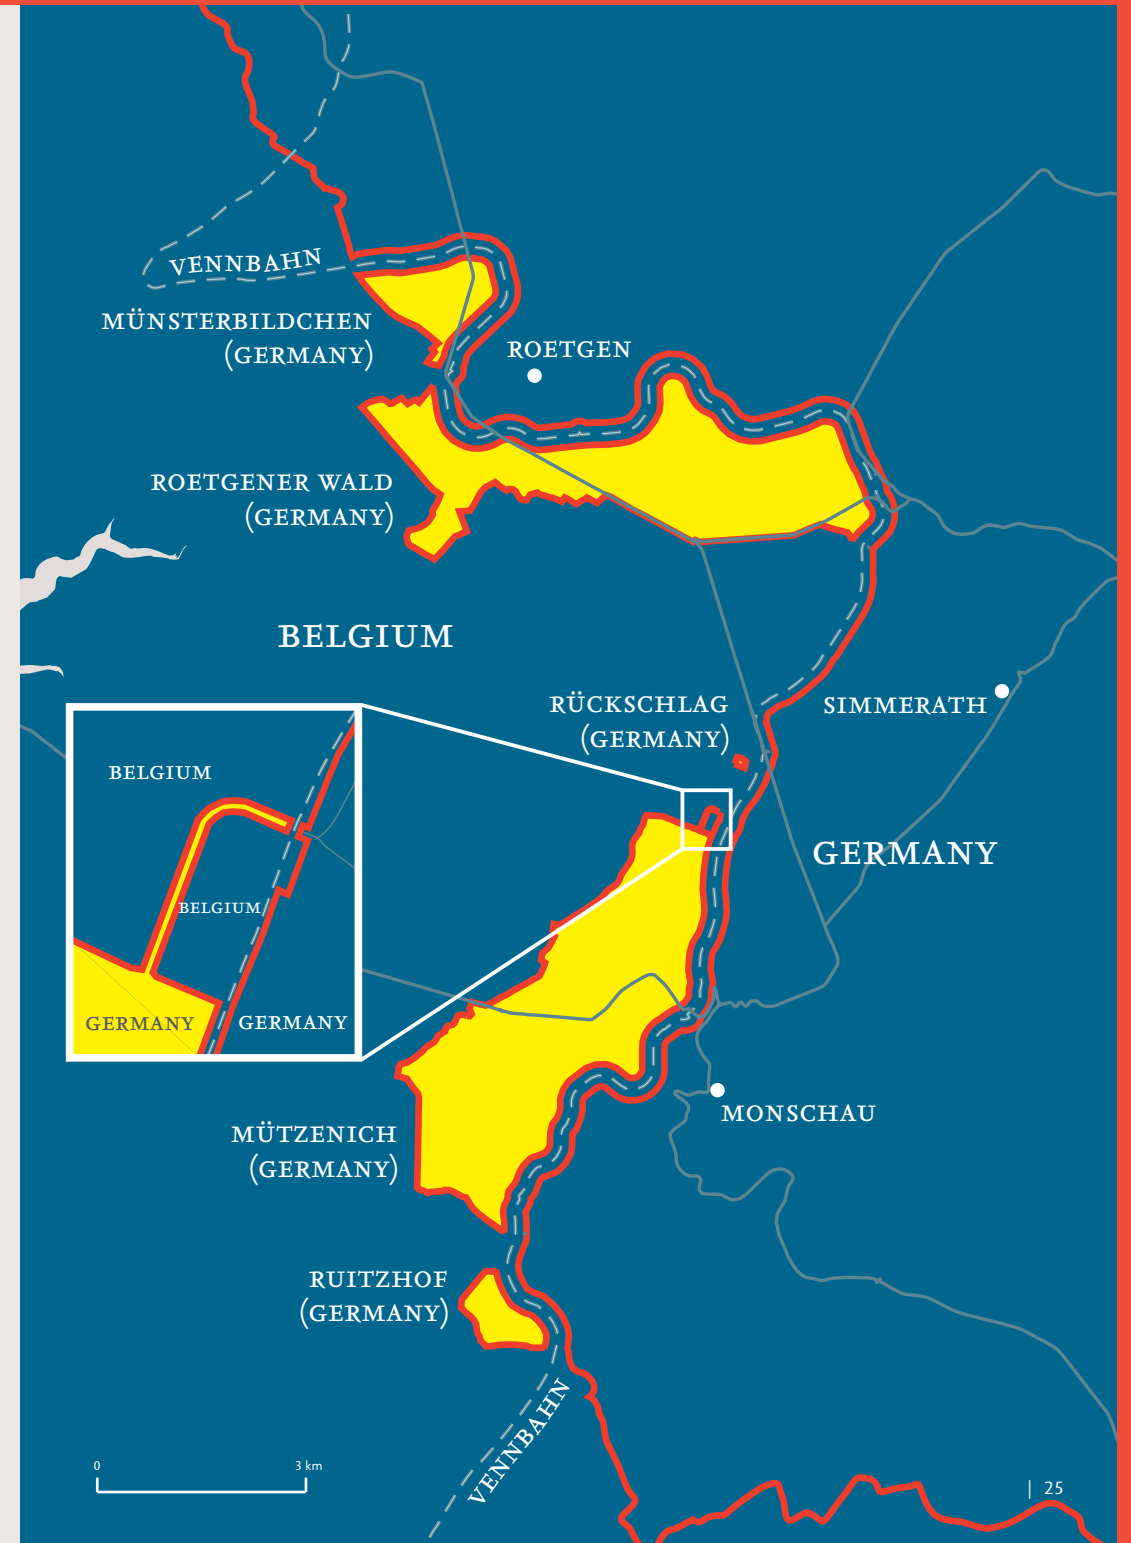 VENNBAHN
MÜNSTERBILDCHEN
(GERMANY)
ROETGEN
ROETGENER WALD
(GERMANY)
BELGIUM
RÜCKSCHLAG
(GERMANY)
SIMMERATH
BELGIUM
BELGIUM
GERMANY
GERMANY
GERMANY
MONSCHAU
MÜTZENICH
(GERMANY)
RUITZHOF
(GERMANY)
VENNBAHN
0 3 km
| 25